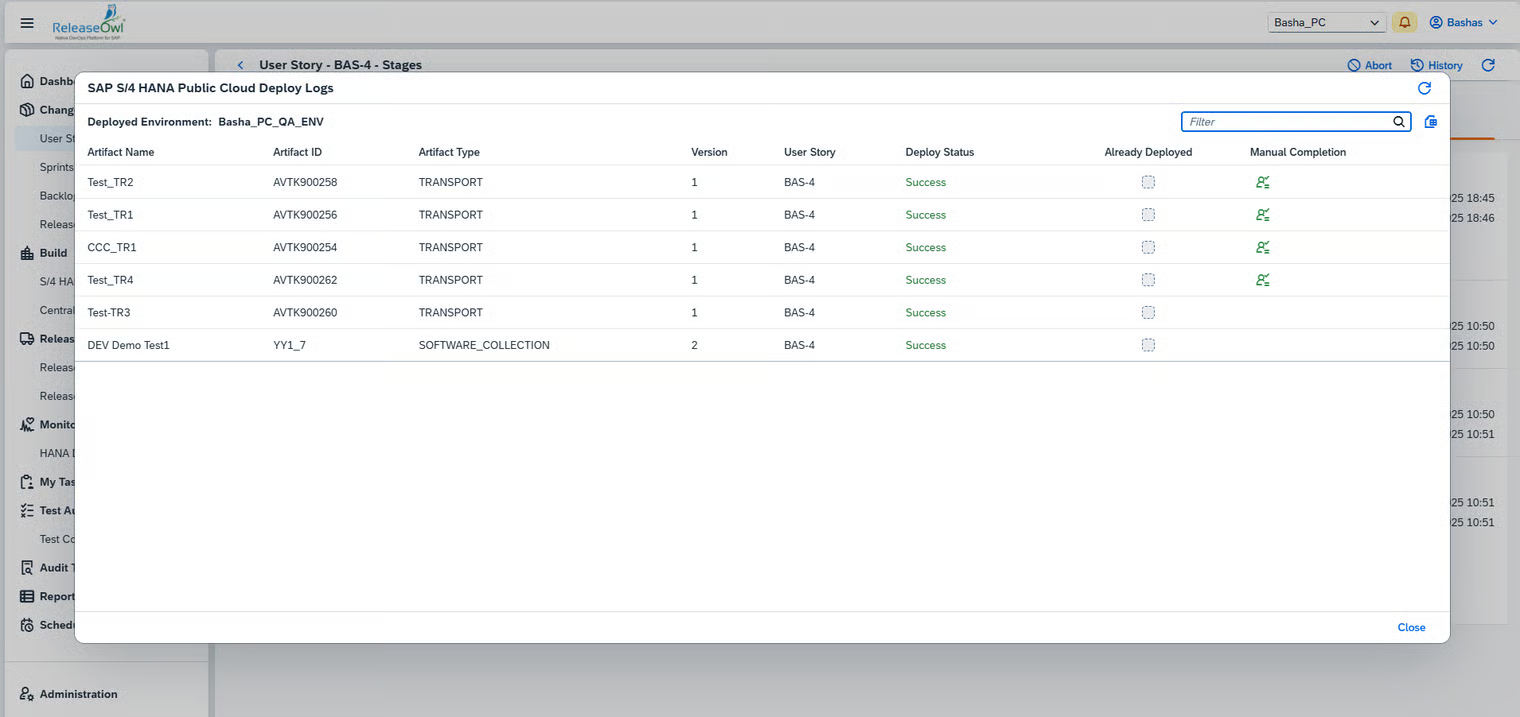 ReleaseOwl
Native DevOps Platform for SAP
Basha_PC
Bashas
User Story - BAS-4 - Stages
Abort
History
SAP S/4 HANA Public Cloud Deploy Logs
Deployed Environment: Basha_PC_QA_ENV
Filter
Artifact Name Artifact ID Artifact Type Version User Story Deploy Status Already Deployed Manual Completion
Test_TR2 AVTK900258 TRANSPORT 1 BAS-4 Success
Test_TR1 AVTK900256 TRANSPORT 1 BAS-4 Success
CCC_TR1 AVTK900254 TRANSPORT 1 BAS-4 Success
Test_TR4 AVTK900262 TRANSPORT 1 BAS-4 Success
Test-TR3 AVTK900260 TRANSPORT 1 BAS-4 Success
DEV Demo Test1 YY1_7 SOFTWARE_COLLECTION 2 BAS-4 Success
Close
Dashb
Chang
User St
Sprints
Backlo
Releas
Build
S/4 HA
Central
Releas
Releas
Releas
Monito
HANA
My Tas
Test Au
Test Co
Audit T
Report
Sched
Administration
25 18:45
25 18:46
25 10:50
25 10:50
25 10:50
25 10:51
25 10:51
25 10:51